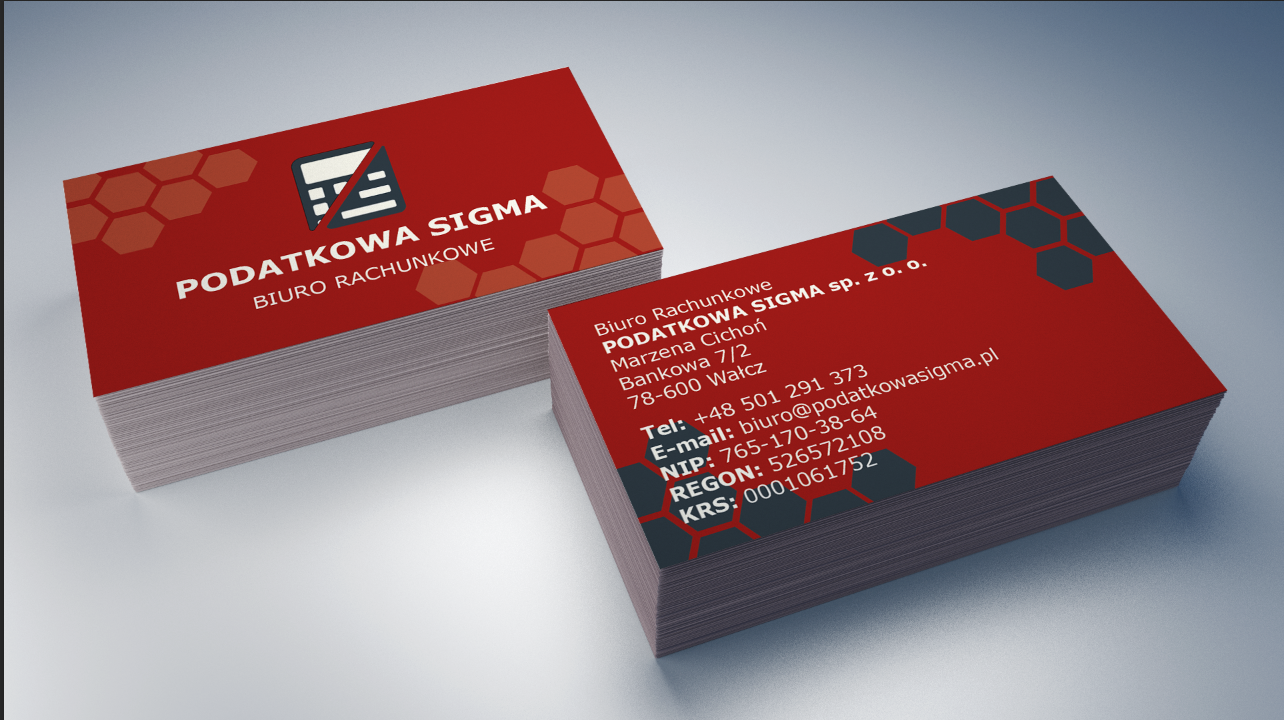 PODATKOWA SIGMA
BIURO RACHUNKOWE
Biuro Rachunkowe
PODATKOWA SIGMA sp. z o. o.
Marzena Cichoń
Bankowa 7/2
78-600 Wałcz
Tel: +48 501 291 373
E-mail: biuro@podatkowasigma.pl
NIP: 765-170-38-64
REGON: 526572108
KRS: 0001061752